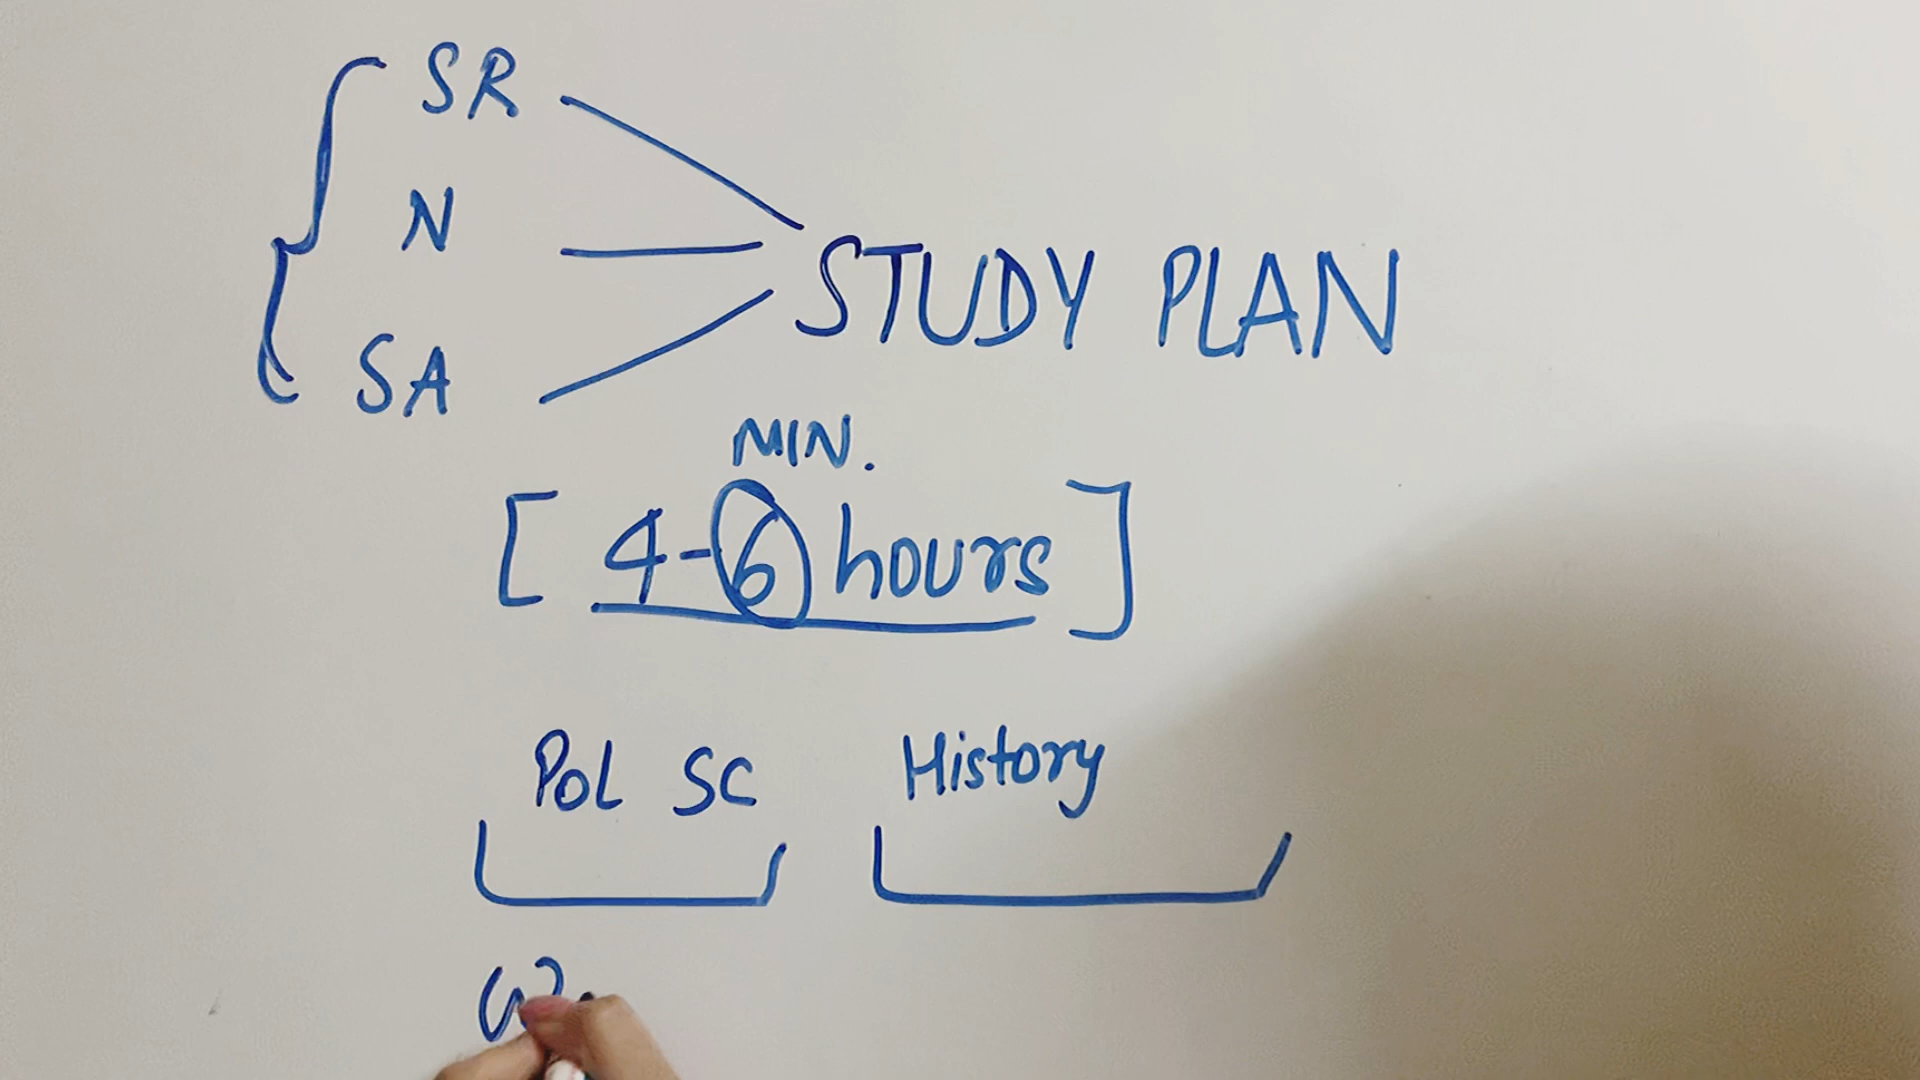 SR
N
SA
STUDY PLAN
MIN.
[ 4-6 hours ]
Pol SC History